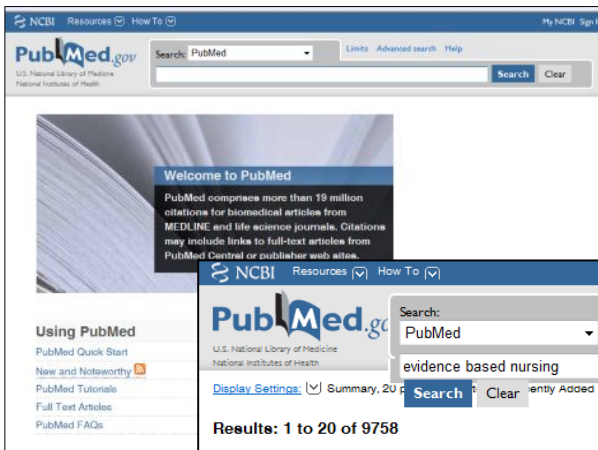 NCBI Resources How To My NCBI Sign
PubMed.gov
U.S. National Library of Medicine
National Institutes of Health
Search: PubMed
Limits Advanced search Help
Search Clear
Welcome to PubMed
PubMed comprises more than 19 million
citations for biomedical articles from
MEDLINE and life science journals. Citations
may include links to full-text articles from
PubMed Central or publisher web sites.
Using PubMed
PubMed Quick Start
New and Noteworthy
PubMed Tutorials
Full Text Articles
PubMed FAQs
NCBI Resources How To
PubMed.go
U.S. National Library of Medicine
National Institutes of Health
Search:
PubMed
evidence based nursing
Search Clear
Display Settings: Summary, 20 Added
Results: 1 to 20 of 9758